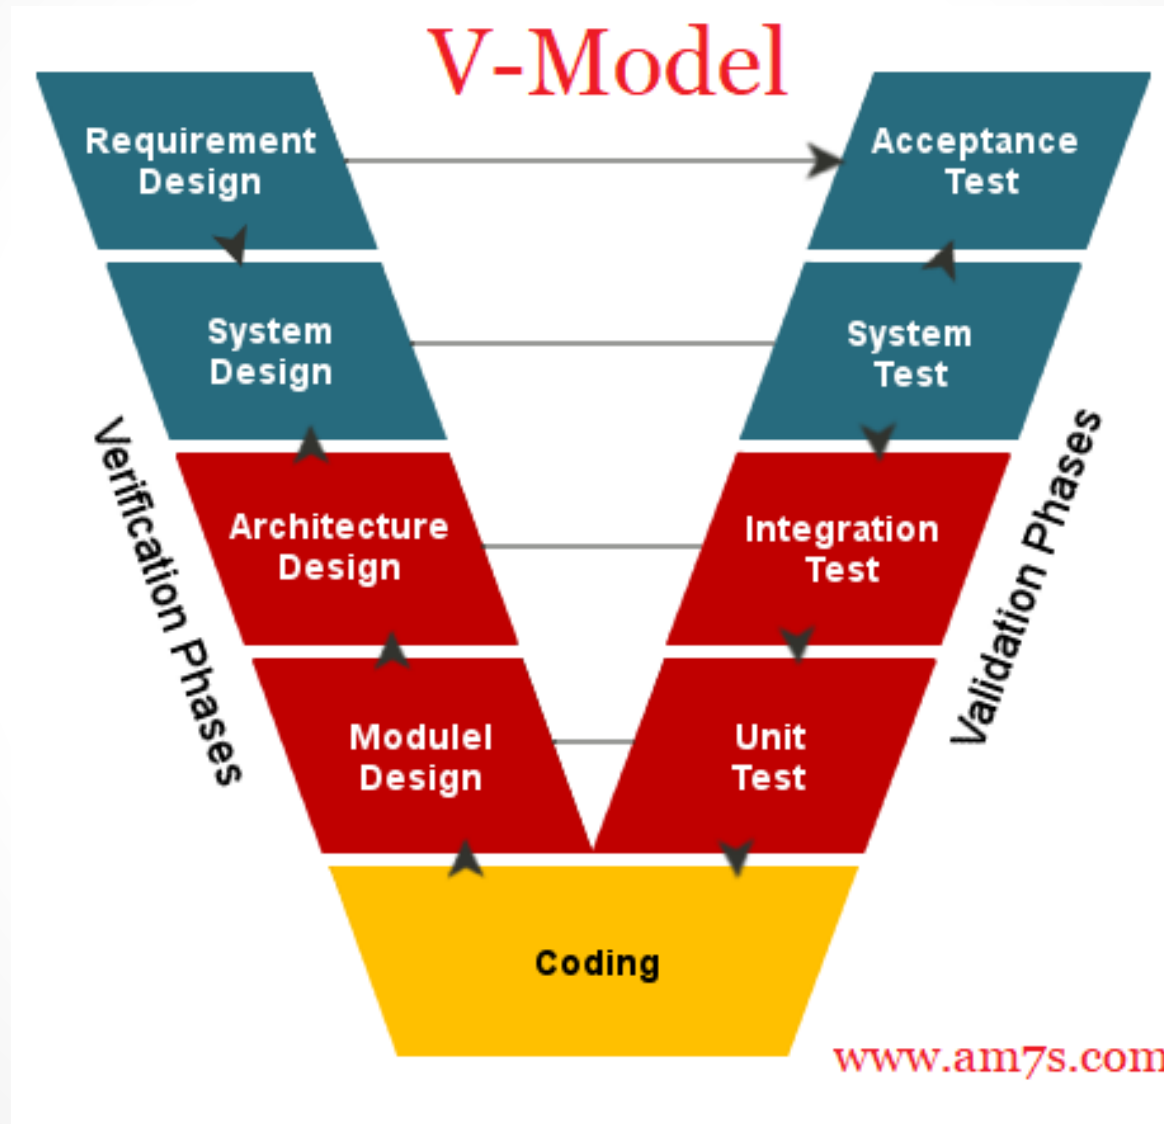 V-Model
Requirement
Design
Acceptance
Test
System
Design
System
Test
Architecture
Design
Integration
Test
Modulel
Design
Unit
Test
Verification Phases
Validation Phases
Coding
www.am7s.com